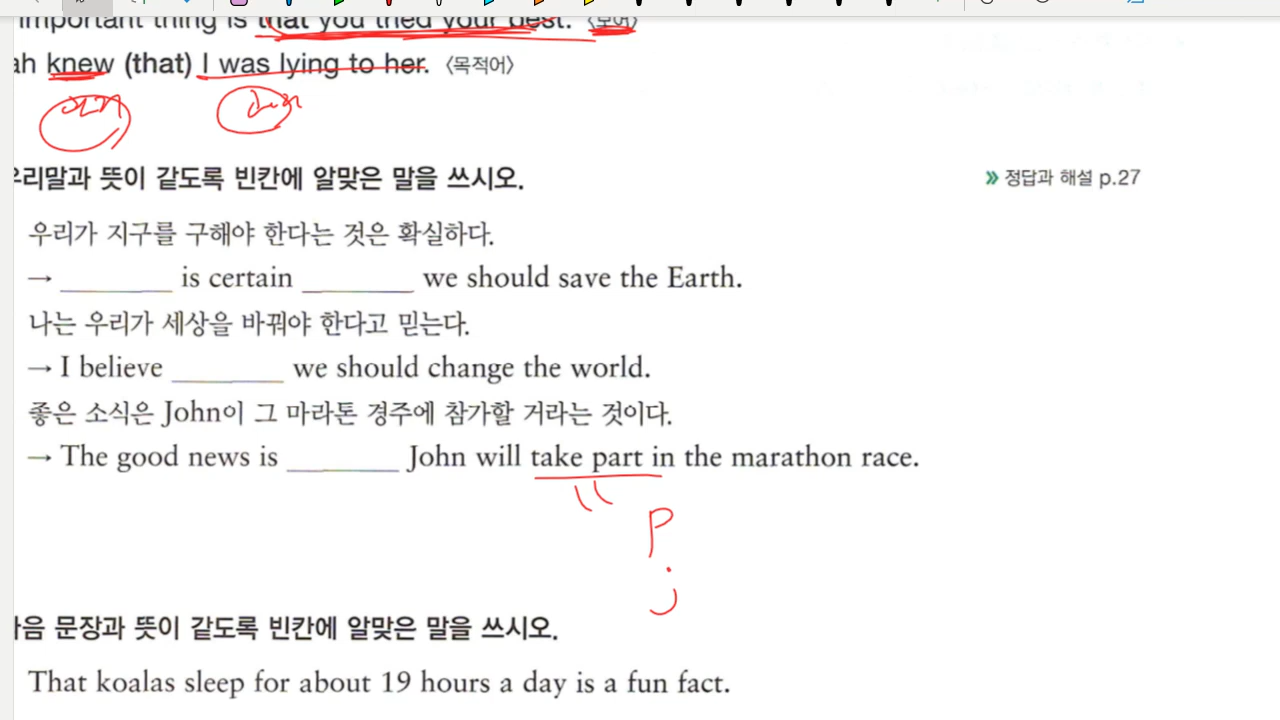 important thing is that you tried your best. 〈보어〉
ah knew (that) I was lying to her. 〈목적어〉
우리말과 뜻이 같도록 빈칸에 알맞은 말을 쓰시오.
» 정답과 해설 p.27
우리가 지구를 구해야 한다는 것은 확실하다.
→ ________ is certain ________ we should save the Earth.
나는 우리가 세상을 바꿔야 한다고 믿는다.
→ I believe ________ we should change the world.
좋은 소식은 John이 그 마라톤 경주에 참가할 거라는 것이다.
→ The good news is ________ John will take part in the marathon race.
P
j
다음 문장과 뜻이 같도록 빈칸에 알맞은 말을 쓰시오.
That koalas sleep for about 19 hours a day is a fun fact.